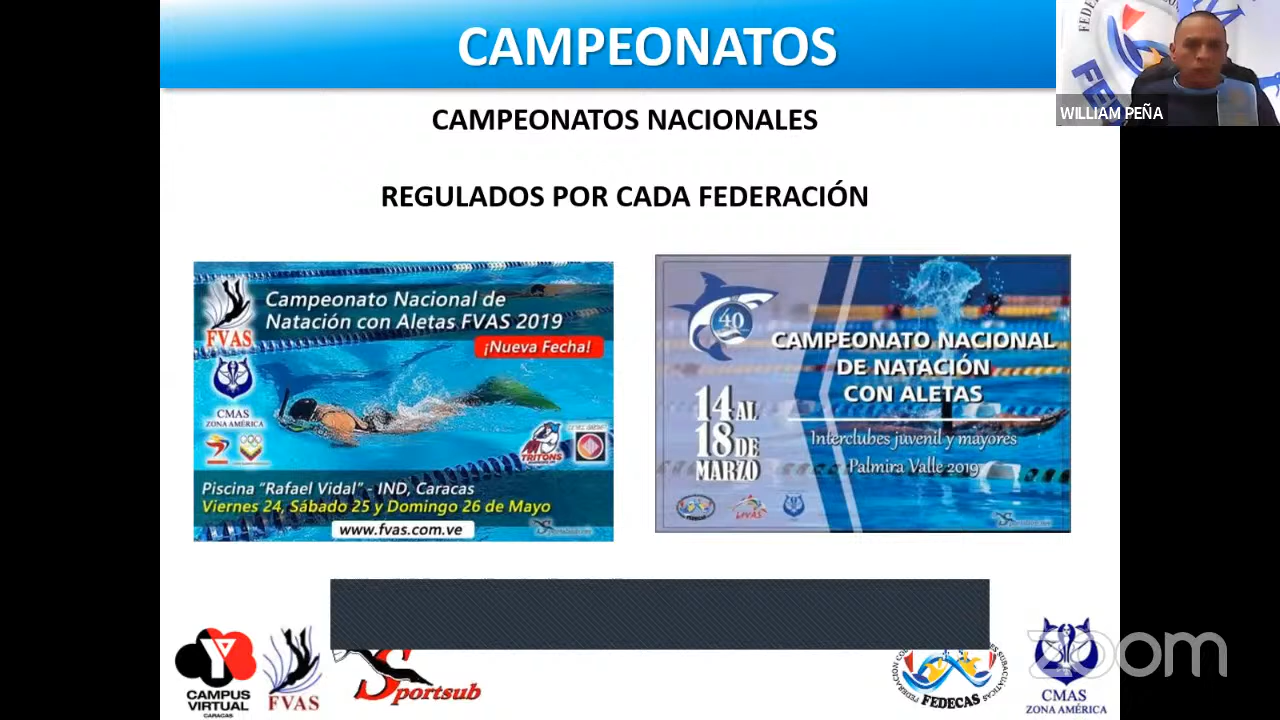 CAMPEONATOS
WILLIAM PEÑA
CAMPEONATOS NACIONALES
REGULADOS POR CADA FEDERACIÓN
FVAS
Campeonato Nacional de
Natación con Aletas FVAS 2019
¡Nueva Fecha!
CMAS
ZONA AMÉRICA
TRITONS
Piscina "Rafael Vidal" - IND, Caracas
Viernes 24, Sábado 25 y Domingo 26 de Mayo
www.fvas.com.ve
40
CAMPEONATO NACIONAL
DE NATACIÓN
CON ALETAS
14 AL
18 DE
MARZO
Interclubes juvenil y mayores
Palmira Valle 2019
FEDECAS
LIVAS
CAMPUS
VIRTUAL
CARACAS
FVAS
Sportsub
FEDECAS
CMAS
ZONA AMÉRICA
zoom